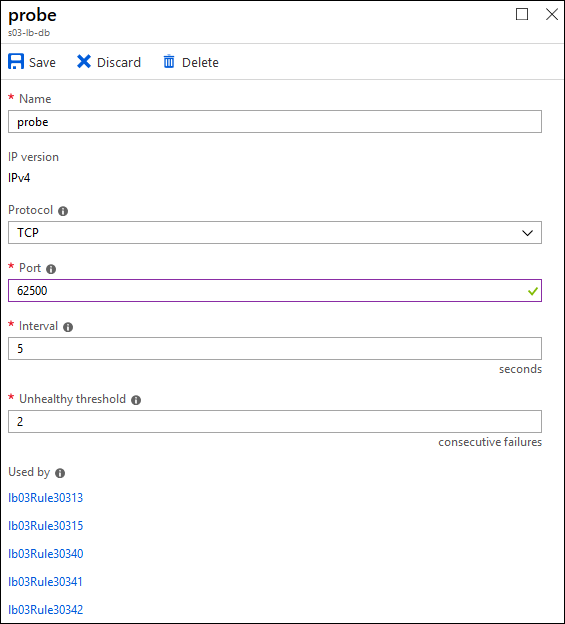 probe
s03-lb-db
Save Discard Delete
* Name
probe
IP version
IPv4
Protocol
TCP
* Port
62500
* Interval
5
seconds
* Unhealthy threshold
2
consecutive failures
Used by
lb03Rule30313
lb03Rule30315
lb03Rule30340
lb03Rule30341
lb03Rule30342